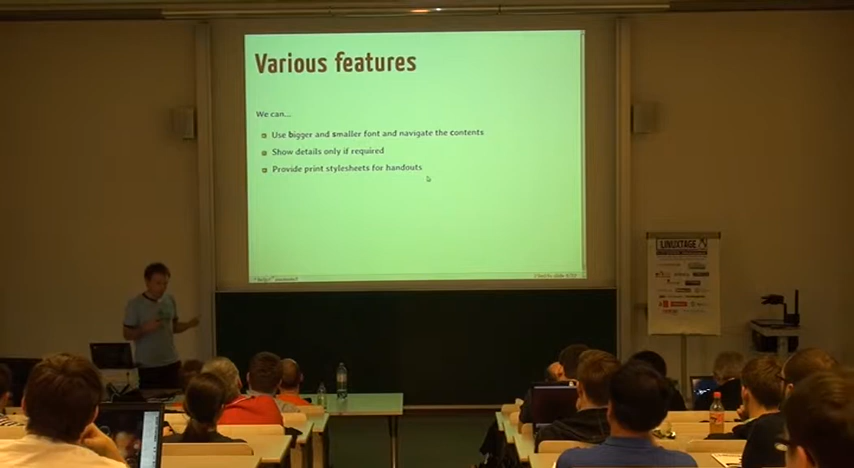 Various features
We can...
Use bigger and smaller font and navigate the contents
Show details only if required
Provide print stylesheets for handouts
LINUXTAGE